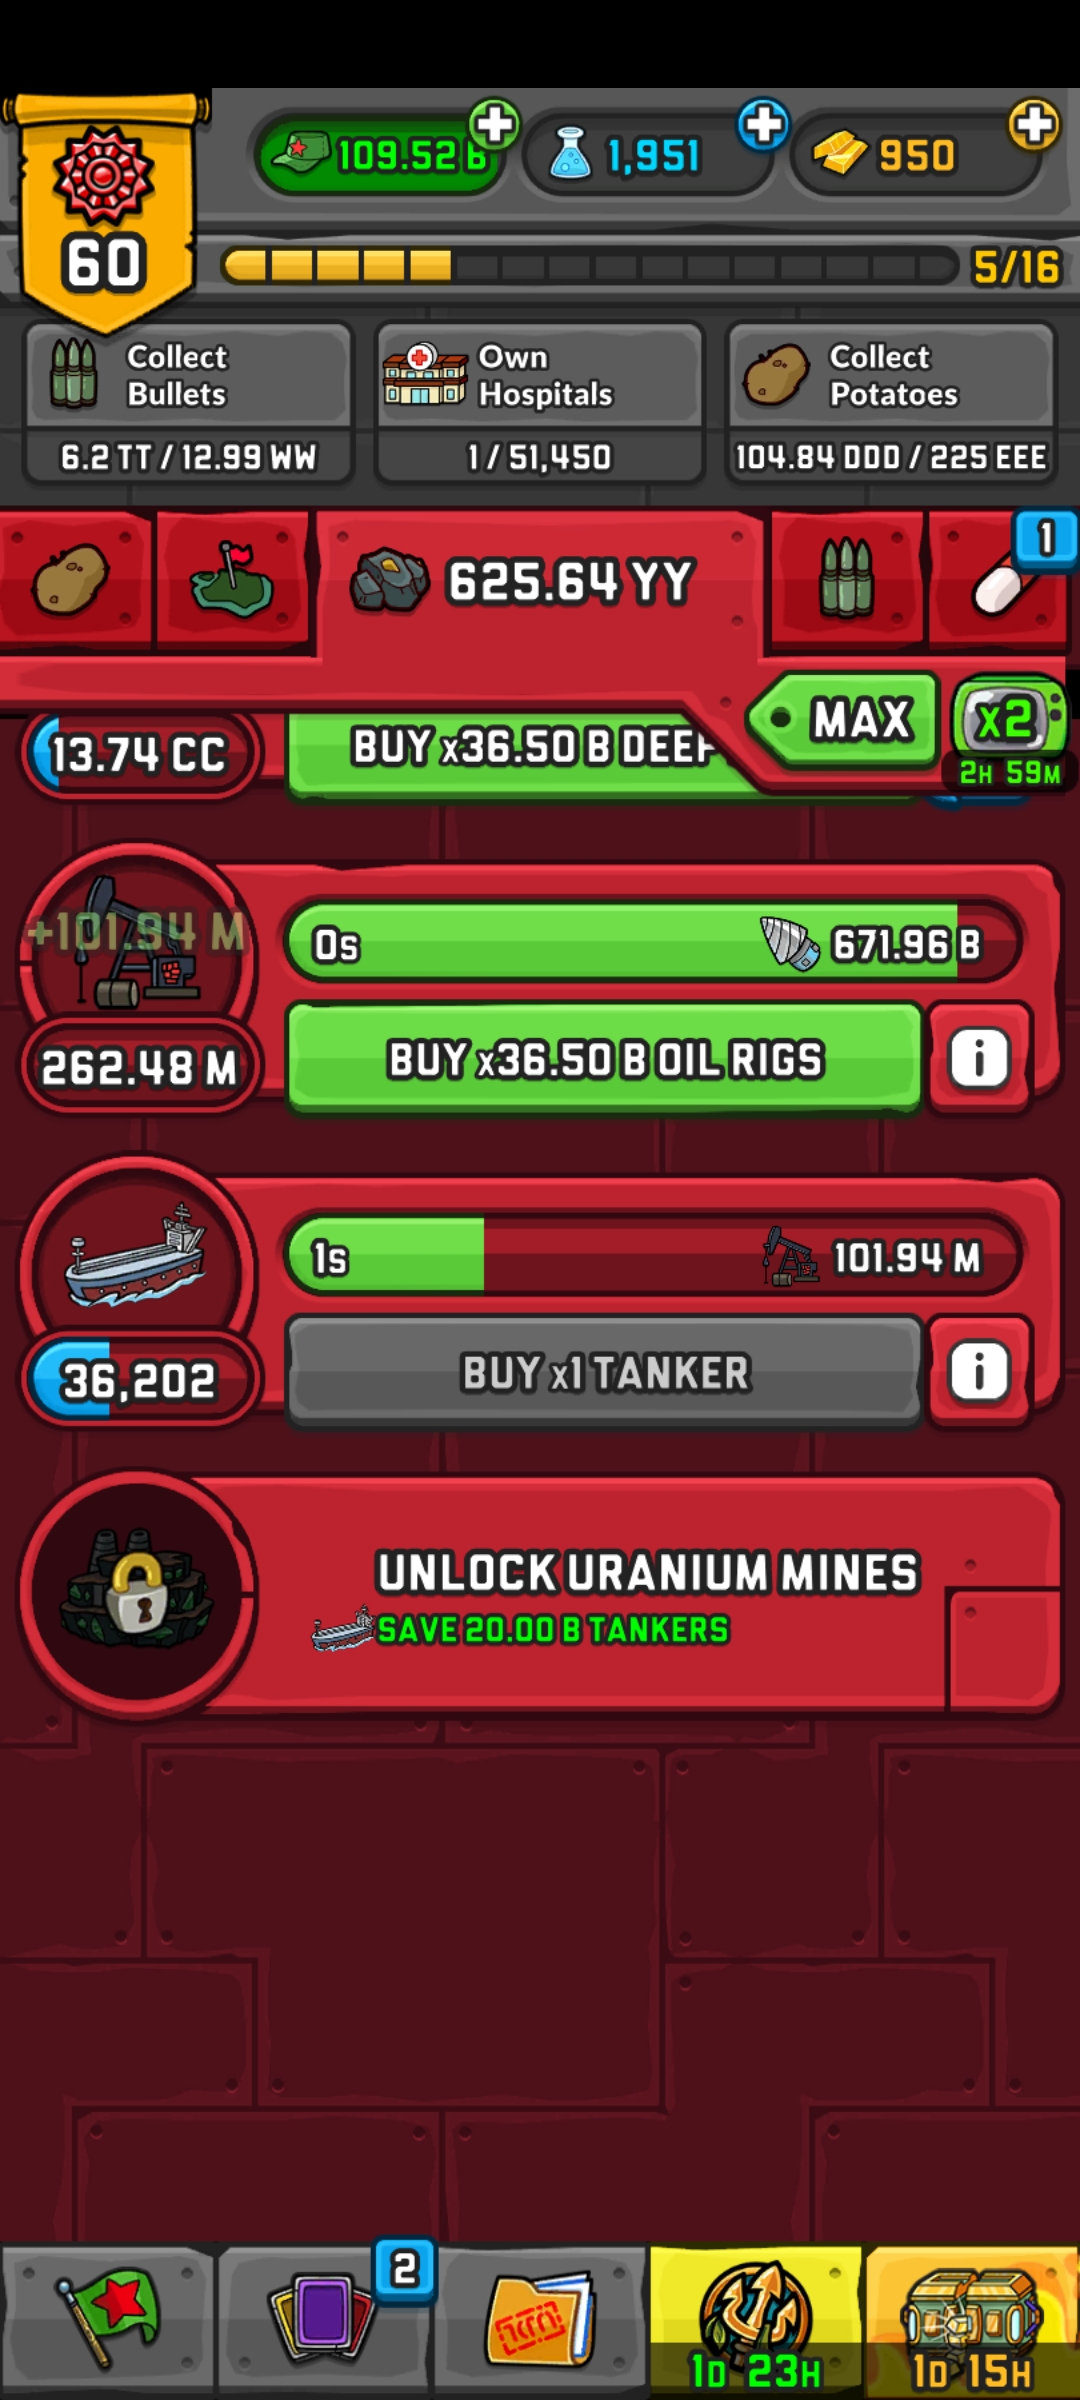 109.52 B
1,951
950
60
5/16
Collect
Bullets
6.2 TT / 12.99 WW
Own
Hospitals
1 / 51,450
Collect
Potatoes
104.84 DDD / 225 EEE
625.64 YY
1
MAX
x2
2H 59M
13.74 CC
BUY x36.50 B DEEP
+101.94 M
0s
671.96 B
262.48 M
BUY x36.50 B OIL RIGS
i
1s
101.94 M
36,202
BUY x1 TANKER
i
UNLOCK URANIUM MINES
SAVE 20.00 B TANKERS
2
1D 23H
1D 15H